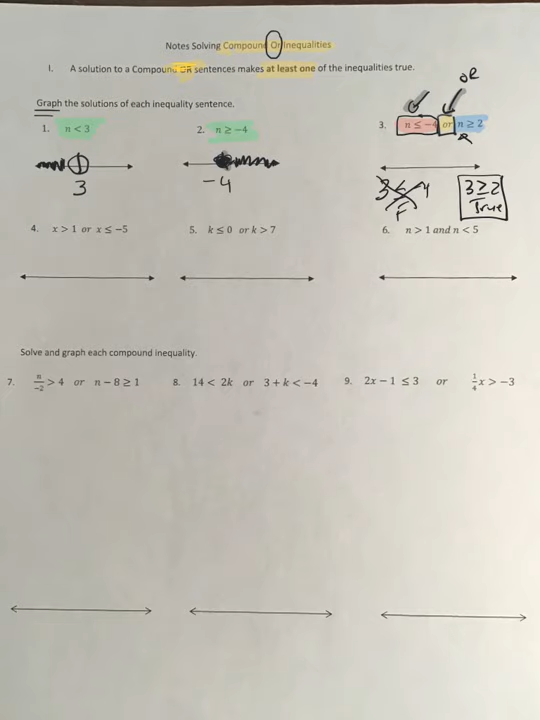 Notes Solving Compound Or Inequalities
I. A solution to a Compound OR sentences makes at least one of the inequalities true.
OR
Graph the solutions of each inequality sentence.
1. n < 3
2. n ≥ −4
3. n ≤ −4 or n ≥ 2
3
−4
3 ≤ -4
F
3 ≥ 2
True
4. x > 1 or x ≤ −5
5. k ≤ 0 or k > 7
6. n > 1 and n < 5
Solve and graph each compound inequality.
7. n/−2 > 4 or n − 8 ≥ 1
8. 14 < 2k or 3 + k < −4
9. 2x − 1 ≤ 3 or 1/4 x > −3